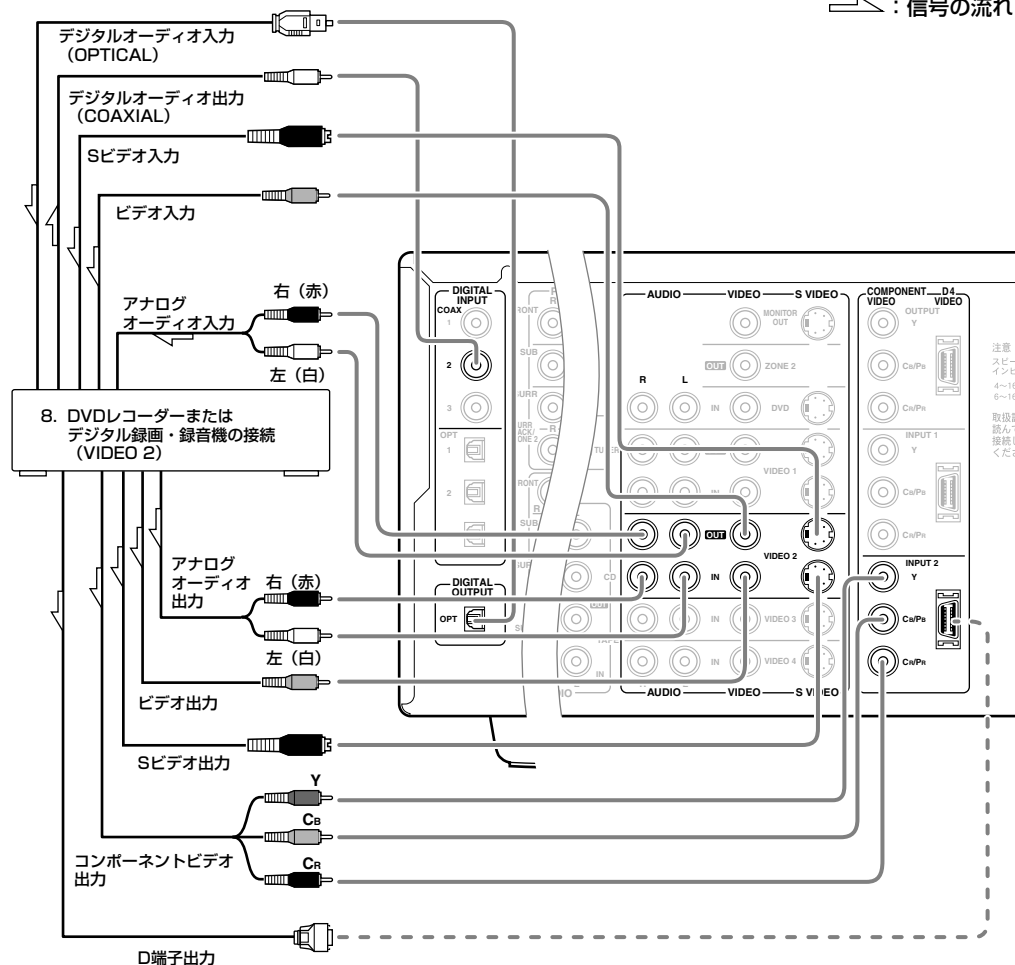 ：信号の流れ
デジタルオーディオ入力
（OPTICAL）
デジタルオーディオ出力
（COAXIAL）
Sビデオ入力
ビデオ入力
アナログ
オーディオ入力
右（赤）
左（白）
8. DVDレコーダーまたは
デジタル録画・録音機の接続
（VIDEO 2）
アナログ
オーディオ
出力
右（赤）
左（白）
ビデオ出力
Sビデオ出力
Y
CB
CR
コンポーネントビデオ
出力
D端子出力
DIGITAL
INPUT
COAX
1
2
3
OPT
1
2
DIGITAL
OUTPUT
OPT
SUB
SUB
CD
OUT
IN
AUDIO
VIDEO
S VIDEO
MONITOR
OUT
OUT
ZONE 2
R
L
IN
DVD
VIDEO 1
IN
OUT
VIDEO 2
IN
IN
VIDEO 3
IN
VIDEO 4
AUDIO
VIDEO
S VIDEO
COMPONENT
VIDEO
D4
VIDEO
OUTPUT
Y
CB/PB
CR/PR
INPUT 1
Y
CB/PB
CR/PR
INPUT 2
Y
CB/PB
CR/PR
注意
4～16
6～16